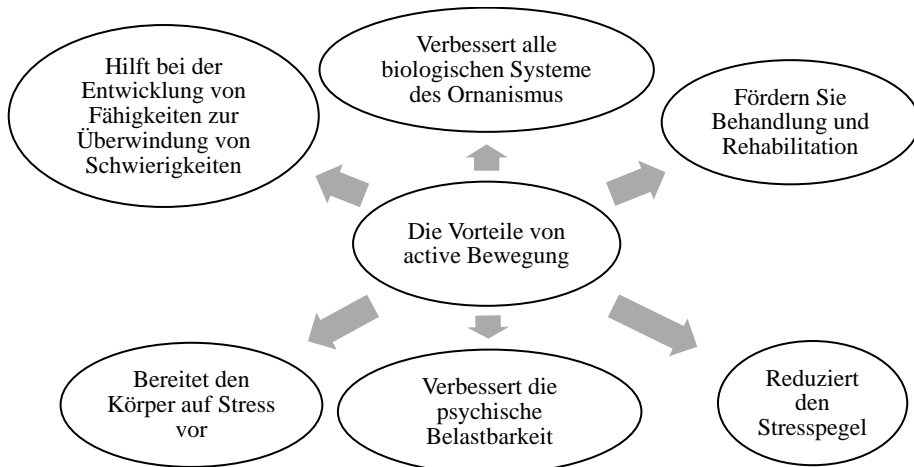 Hilft bei der
Entwicklung von
Fähigkeiten zur
Überwindung von
Schwierigkeiten
Verbessert alle
biologischen Systeme
des Ornanismus
Fördern Sie
Behandlung und
Rehabilitation
Die Vorteile von
active Bewegung
Bereitet den
Körper auf Stress
vor
Verbessert die
psychische
Belastbarkeit
Reduziert
den
Stresspegel